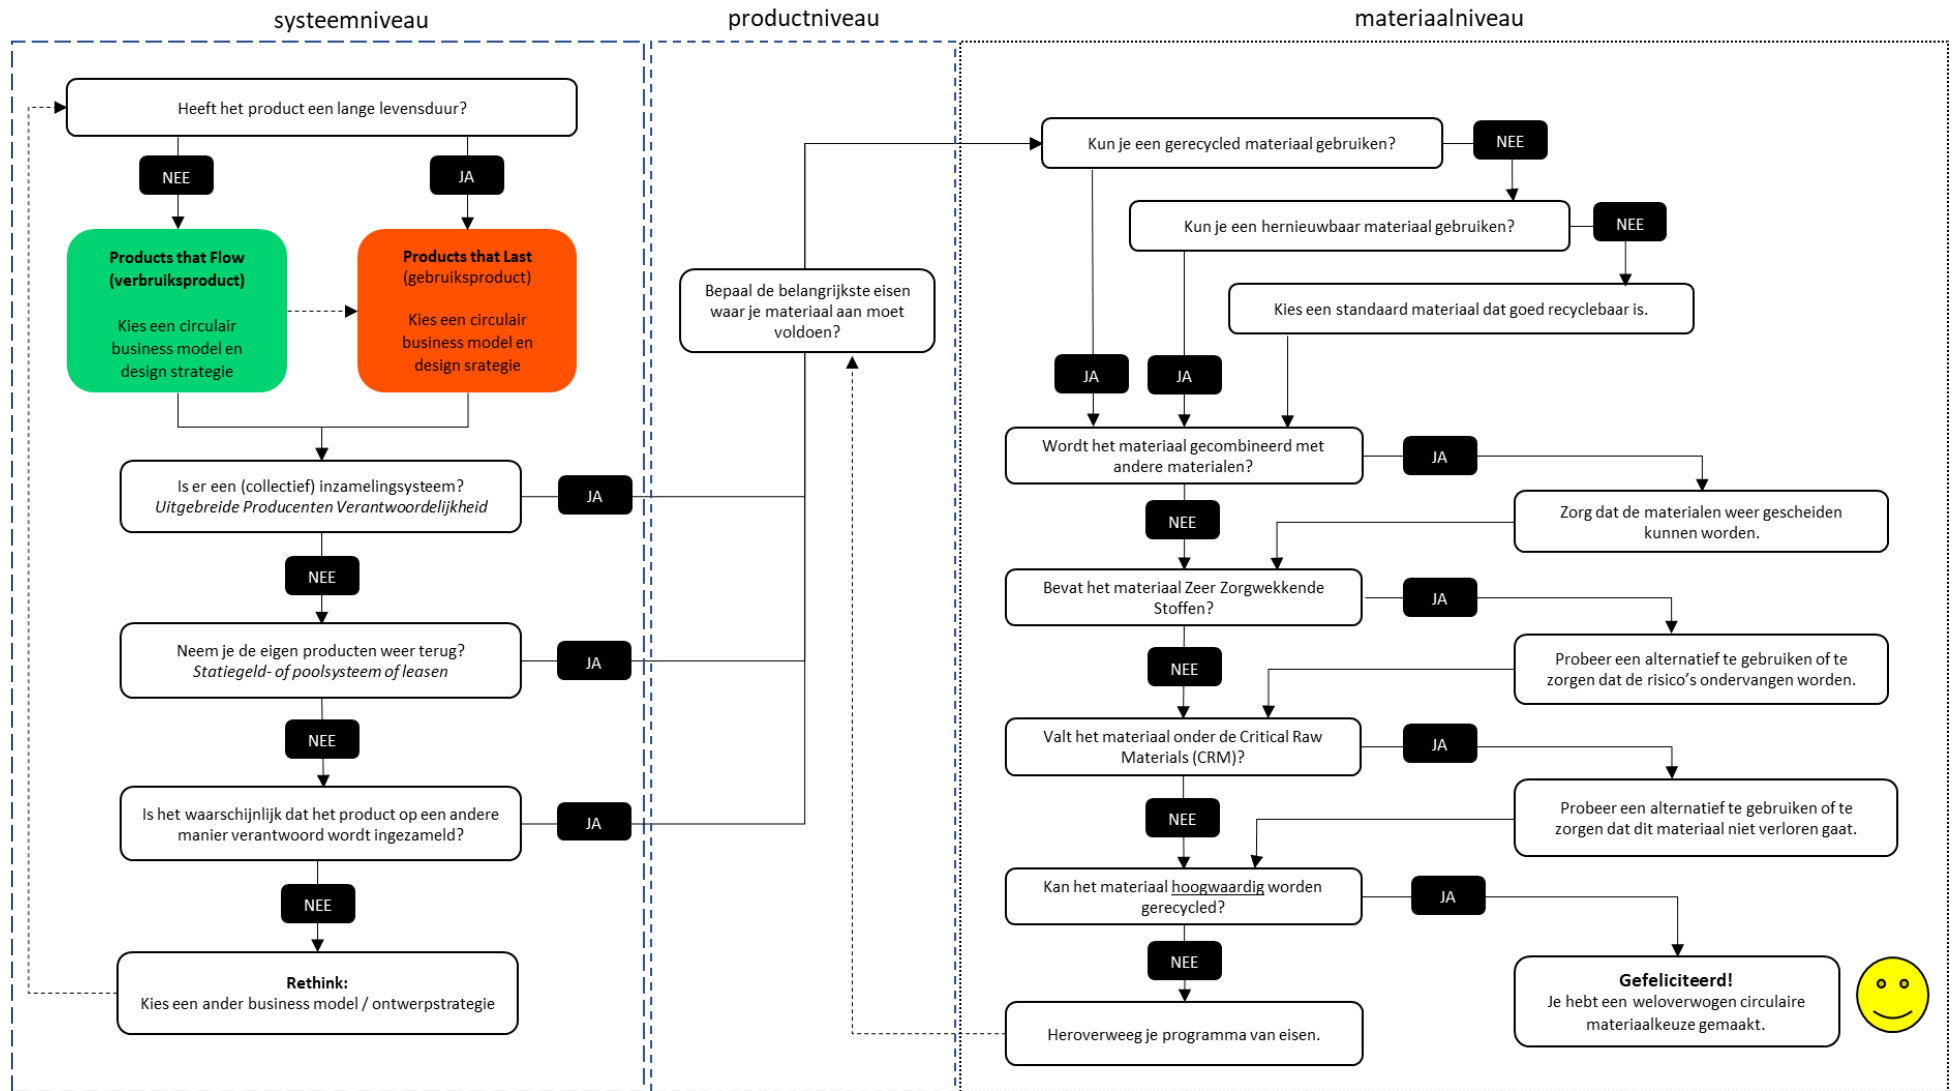 systeemniveau
productniveau
materiaalniveau
Heeft het product een lange levensduur?
NEE
JA
Products that Flow
(verbruiksproduct)
Kies een circulair
business model en
design strategie
Products that Last
(gebruiksproduct)
Kies een circulair
business model en
design srategie
Is er een (collectief) inzamelingsysteem?
Uitgebreide Producenten Verantwoordelijkheid
JA
NEE
Neem je de eigen producten weer terug?
Statiegeld- of poolsysteem of leasen
JA
NEE
Is het waarschijnlijk dat het product op een andere
manier verantwoord wordt ingezameld?
JA
NEE
Rethink:
Kies een ander business model / ontwerpstrategie
Bepaal de belangrijkste eisen
waar je materiaal aan moet
voldoen?
Kun je een gerecycled materiaal gebruiken?
NEE
Kun je een hernieuwbaar materiaal gebruiken?
NEE
Kies een standaard materiaal dat goed recyclebaar is.
JA
JA
Wordt het materiaal gecombineerd met
andere materialen?
JA
NEE
Zorg dat de materialen weer gescheiden
kunnen worden.
Bevat het materiaal Zeer Zorgwekkende
Stoffen?
JA
NEE
Probeer een alternatief te gebruiken of te
zorgen dat de risico’s ondervangen worden.
Valt het materiaal onder de Critical Raw
Materials (CRM)?
JA
NEE
Probeer een alternatief te gebruiken of te
zorgen dat dit materiaal niet verloren gaat.
Kan het materiaal hoogwaardig worden
gerecycled?
JA
NEE
Gefeliciteerd!
Je hebt een weloverwogen circulaire
materiaalkeuze gemaakt.
Heroverweeg je programma van eisen.